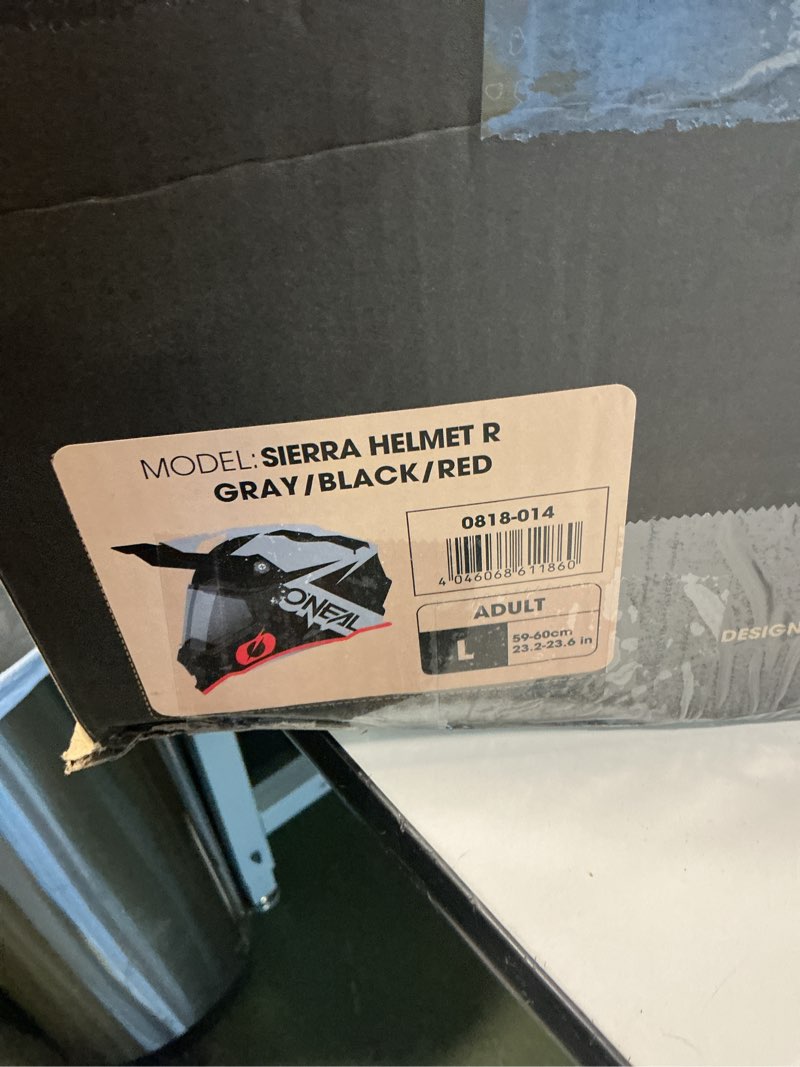 MODEL: SIERRA HELMET R
GRAY/BLACK/RED
0818-014
4 046068 611860
ONEAL
ADULT
L
59-60cm
23.2-23.6 in
DESIGN